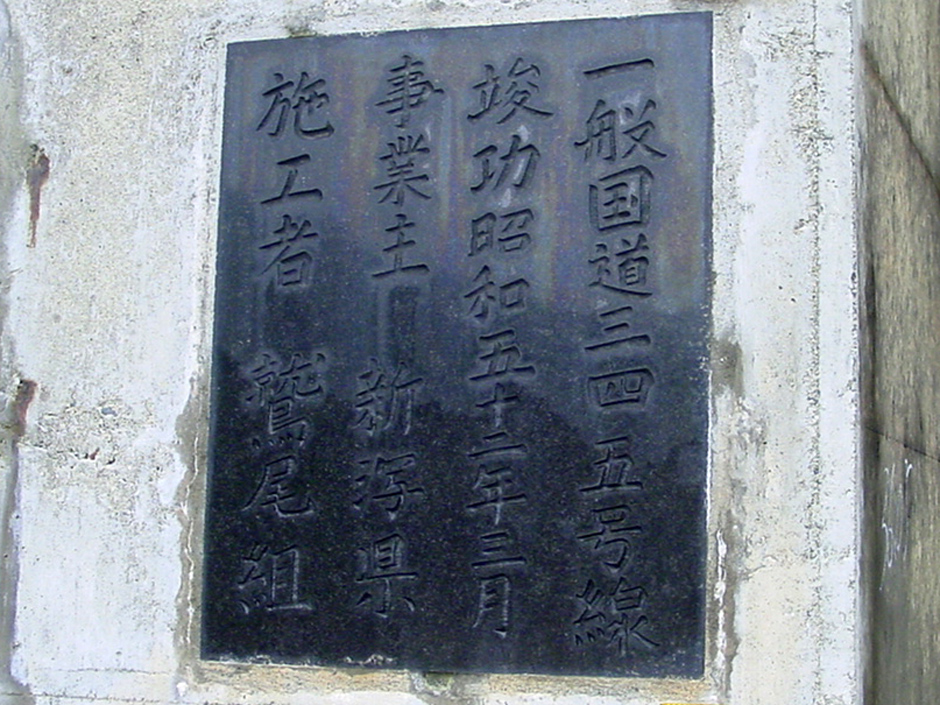 一般国道三四五号線
竣功昭和五十二年三月
事業主 新泻県
施工者 鷲尾組